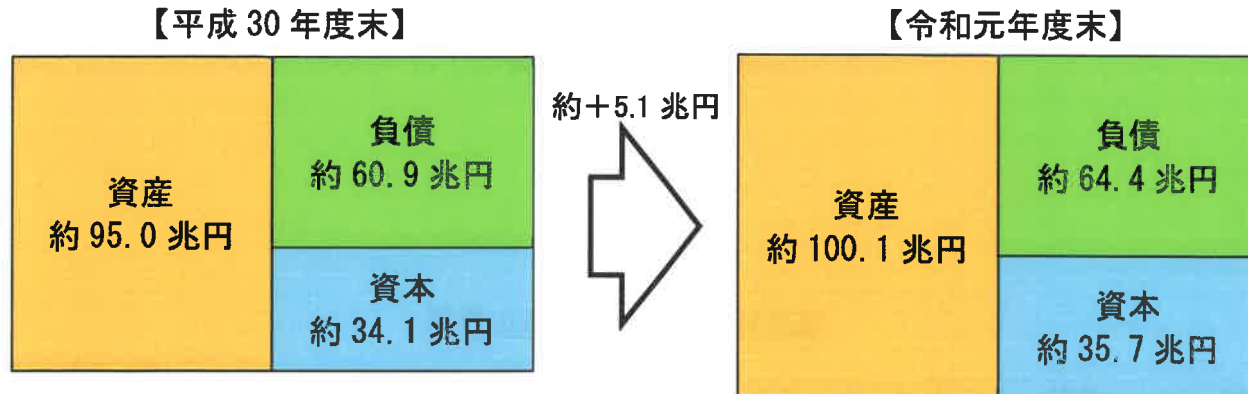 【平成 30 年度末】
資産
約 95.0 兆円
負債
約 60.9 兆円
資本
約 34.1 兆円
約＋5.1 兆円
【令和元年度末】
資産
約 100.1 兆円
負債
約 64.4 兆円
資本
約 35.7 兆円